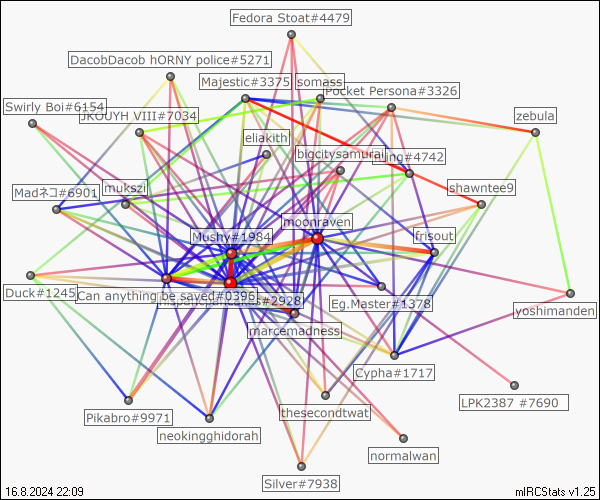 Fedora Stoat#4479
DacobDacob hORNY police#5271
Majestic#3375
somass
Pocket Persona#3326
Swirly Boi#6154
JKOUYH VIII#7034
zebula
eliakith
bigcitysamurai
#4742
Madネコ#6901
mukszi
shawntee9
moonraven
Mushy#1984
frisout
Duck#1245
Can anything be saved#0396
#2928
Eg.Master#1378
yoshimanden
marcemadness
Cypha#1717
LPK2387 #7690
Pikabro#9971
thesecondtwat
neokingghidorah
normalwan
Silver#7938
16.8.2024 22:09
mIRCStats v1.25